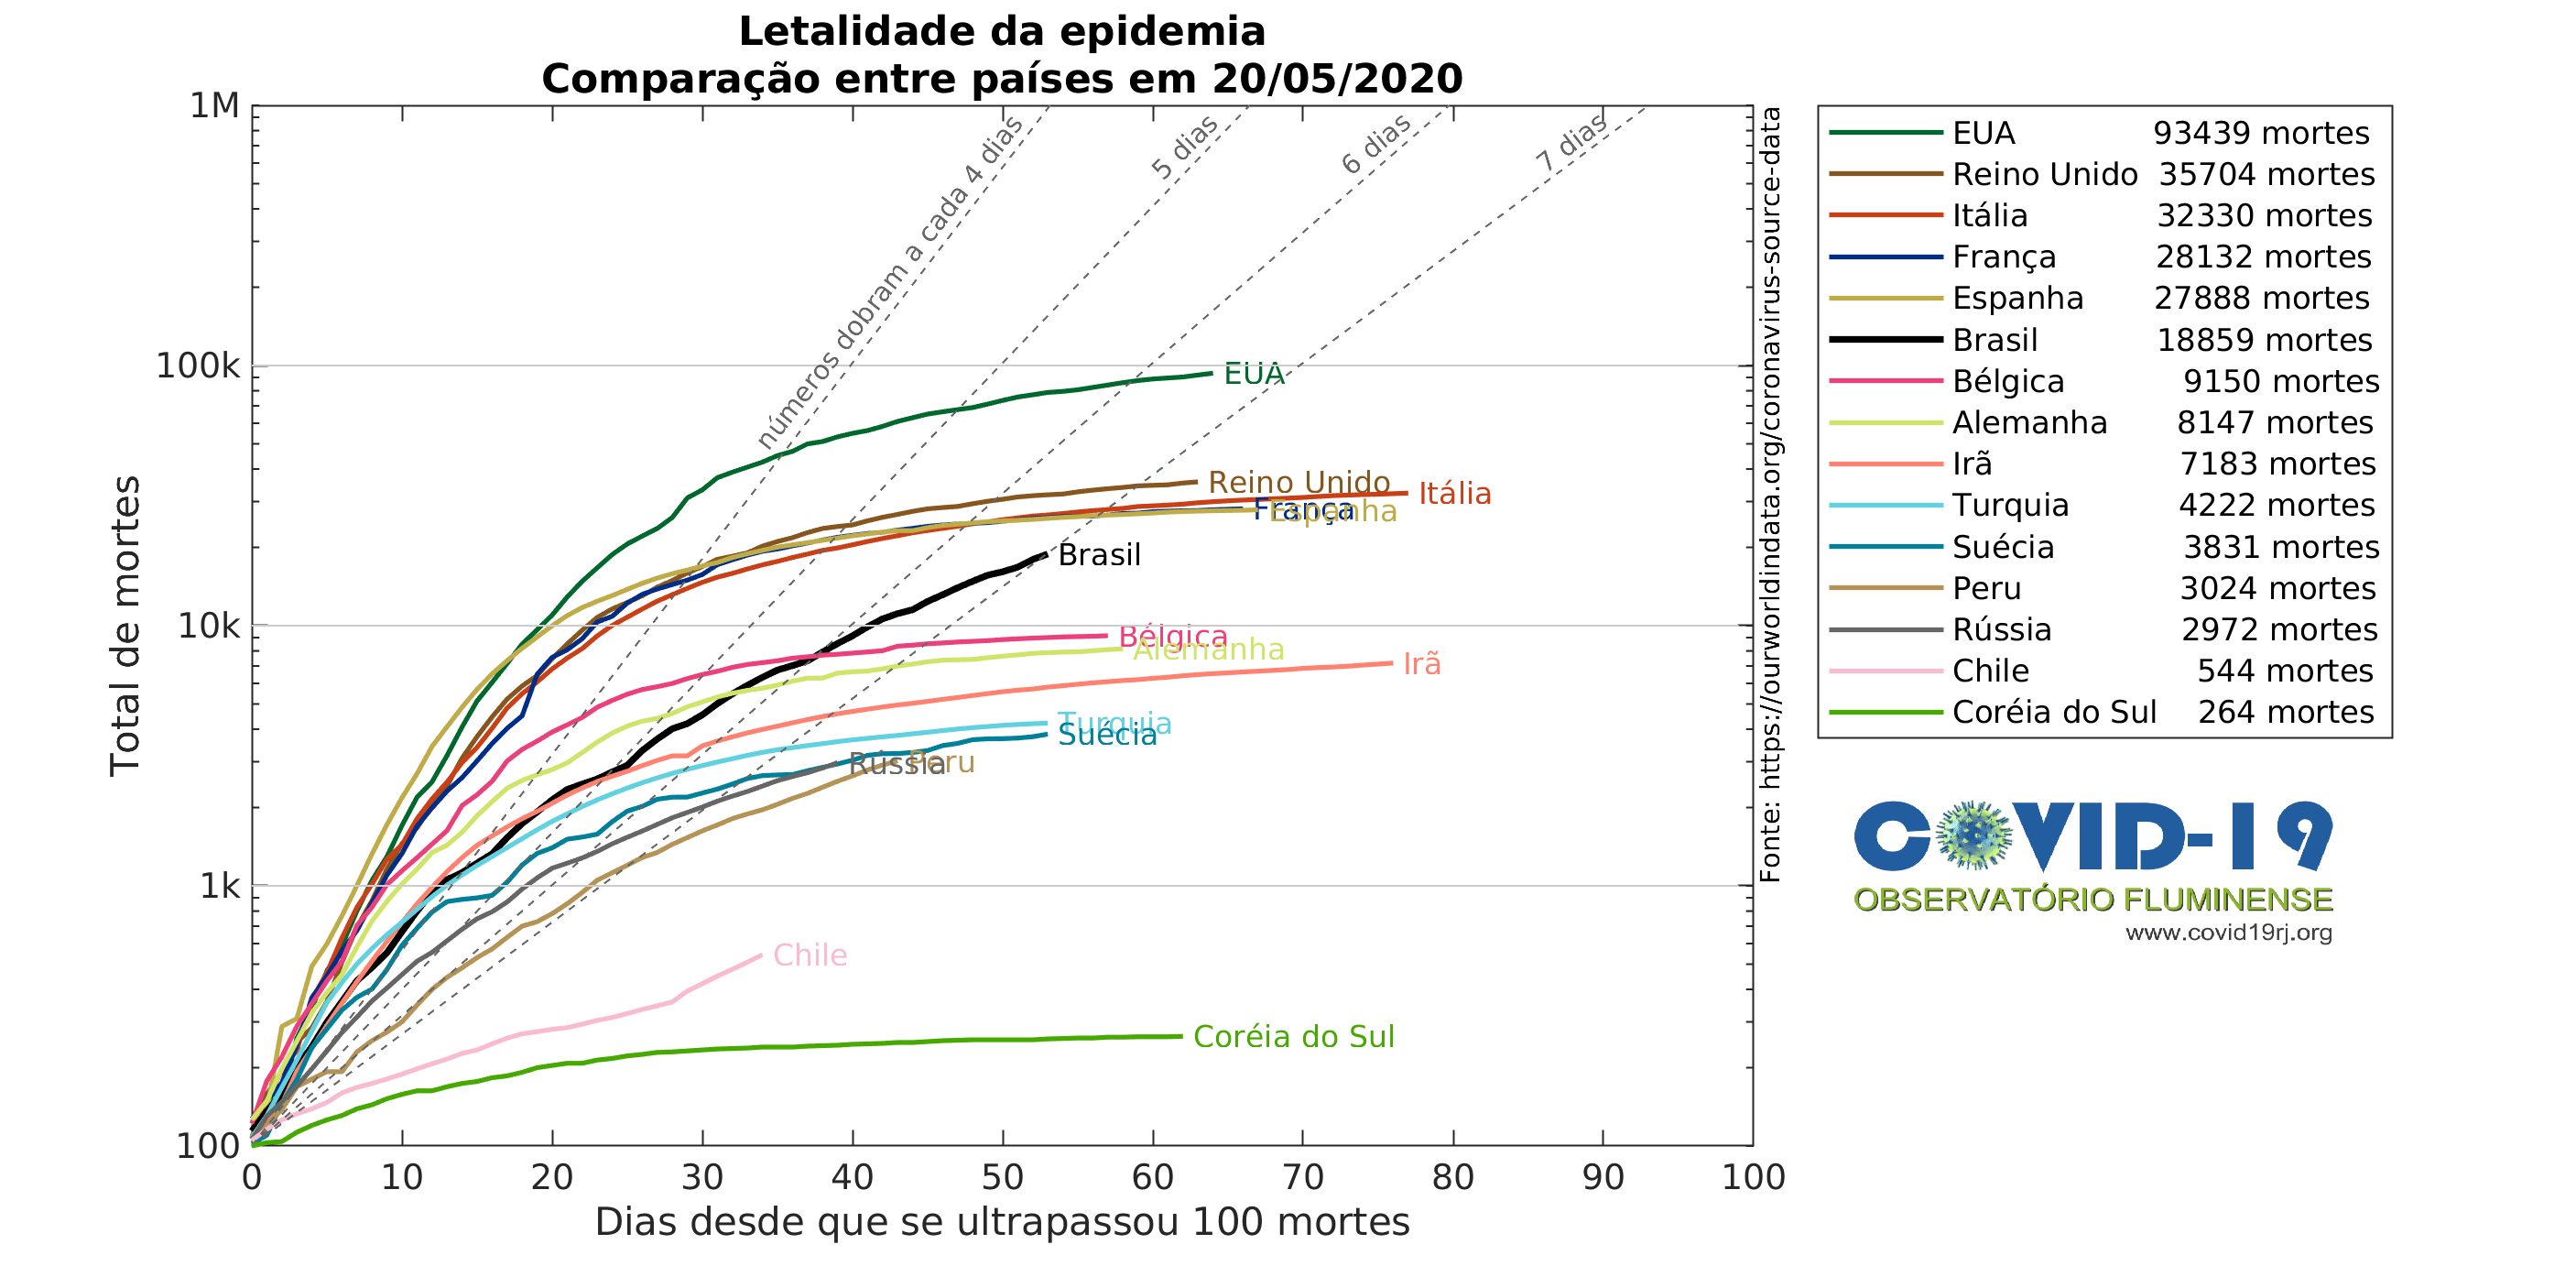 Letalidade da epidemia
Comparação entre países em 20/05/2020
1M
100k
10k
1k
100
Total de mortes
0 10 20 30 40 50 60 70 80 90 100
Dias desde que se ultrapassou 100 mortes
números dobram a cada 4 dias
5 dias
6 dias
7 dias
EUA
Reino Unido
Itália
França
Espanha
Brasil
Bélgica
Alemanha
Irã
Turquia
Suécia
Rússia
Peru
Chile
Coréia do Sul
Fonte: https://ourworldindata.org/coronavirus-source-data
EUA 93439 mortes
Reino Unido 35704 mortes
Itália 32330 mortes
França 28132 mortes
Espanha 27888 mortes
Brasil 18859 mortes
Bélgica 9150 mortes
Alemanha 8147 mortes
Irã 7183 mortes
Turquia 4222 mortes
Suécia 3831 mortes
Peru 3024 mortes
Rússia 2972 mortes
Chile 544 mortes
Coréia do Sul 264 mortes
COVID-19
OBSERVATÓRIO FLUMINENSE
www.covid19rj.org